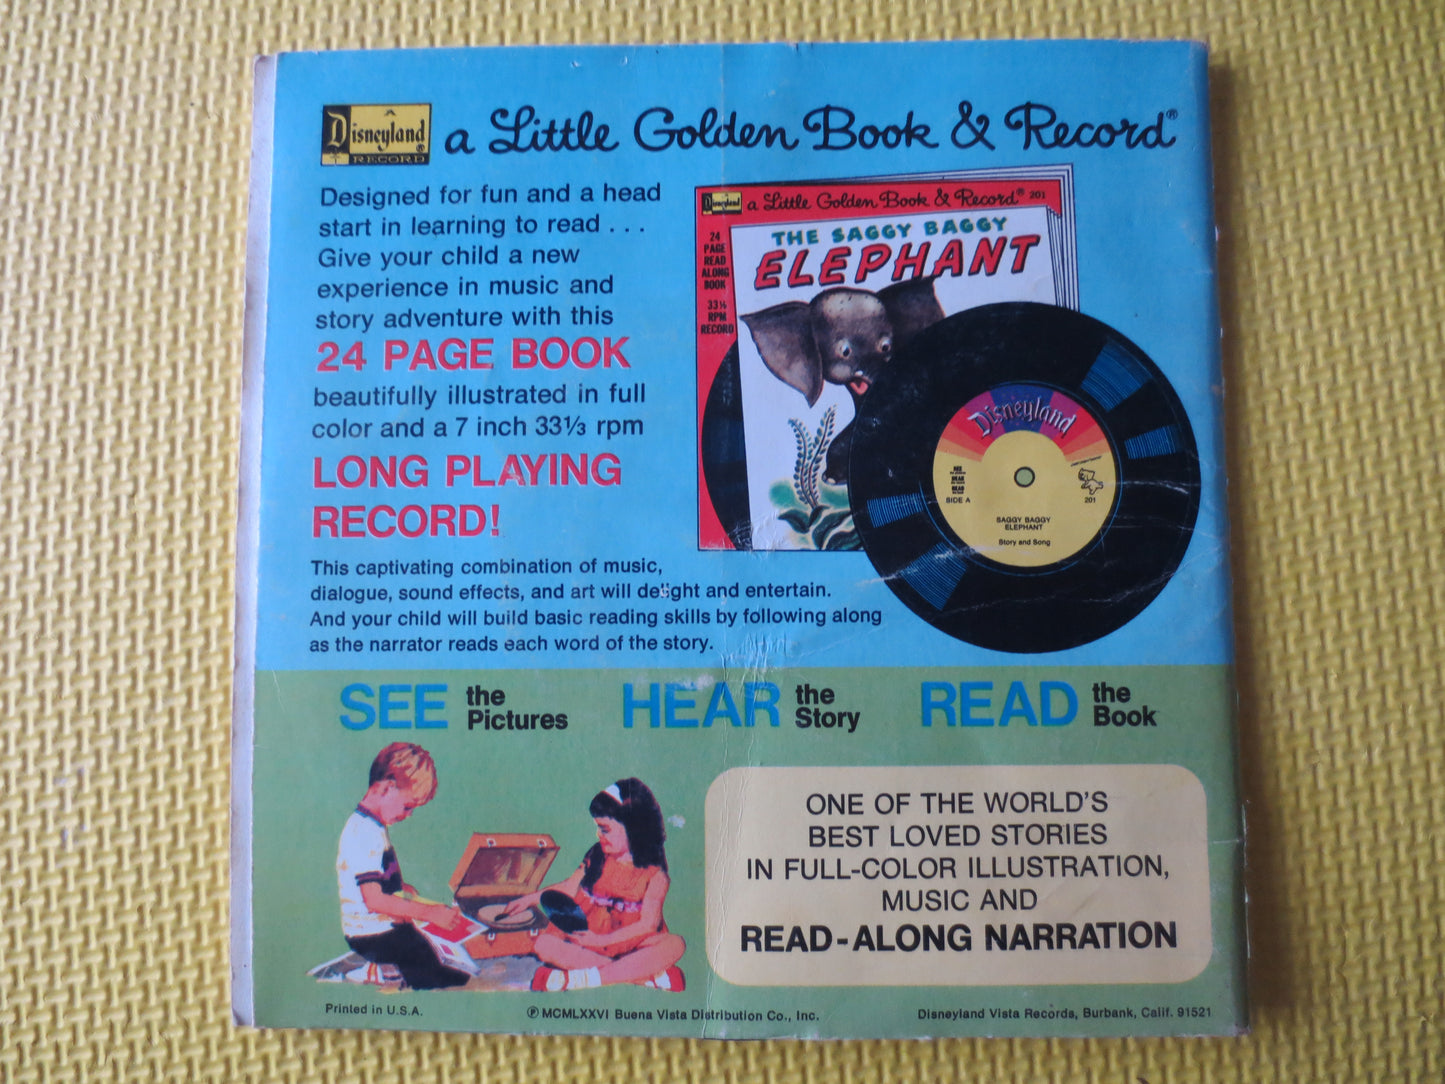 A
Disneyland®
RECORD
a Little Golden Book & Record®
Designed for fun and a head
start in learning to read . . .
Give your child a new
experience in music and
story adventure with this
24 PAGE BOOK
beautifully illustrated in full
color and a 7 inch 33⅓ rpm
LONG PLAYING
RECORD!
This captivating combination of music,
dialogue, sound effects, and art will delight and entertain.
And your child will build basic reading skills by following along
as the narrator reads each word of the story.
Disneyland
a Little Golden Book & Record® 201
24
PAGE
READ
ALONG
BOOK
33⅓
RPM
RECORD
THE SAGGY BAGGY
ELEPHANT
Disneyland
SEE
HEAR
READ
SIDE A
201
SAGGY BAGGY
ELEPHANT
Story and Song
SEE the Pictures
HEAR the Story
READ the Book
ONE OF THE WORLD'S
BEST LOVED STORIES
IN FULL-COLOR ILLUSTRATION,
MUSIC AND
READ-ALONG NARRATION
Printed in U.S.A.
℗ MCMLXXVI Buena Vista Distribution Co., Inc.
Disneyland Vista Records, Burbank, Calif. 91521